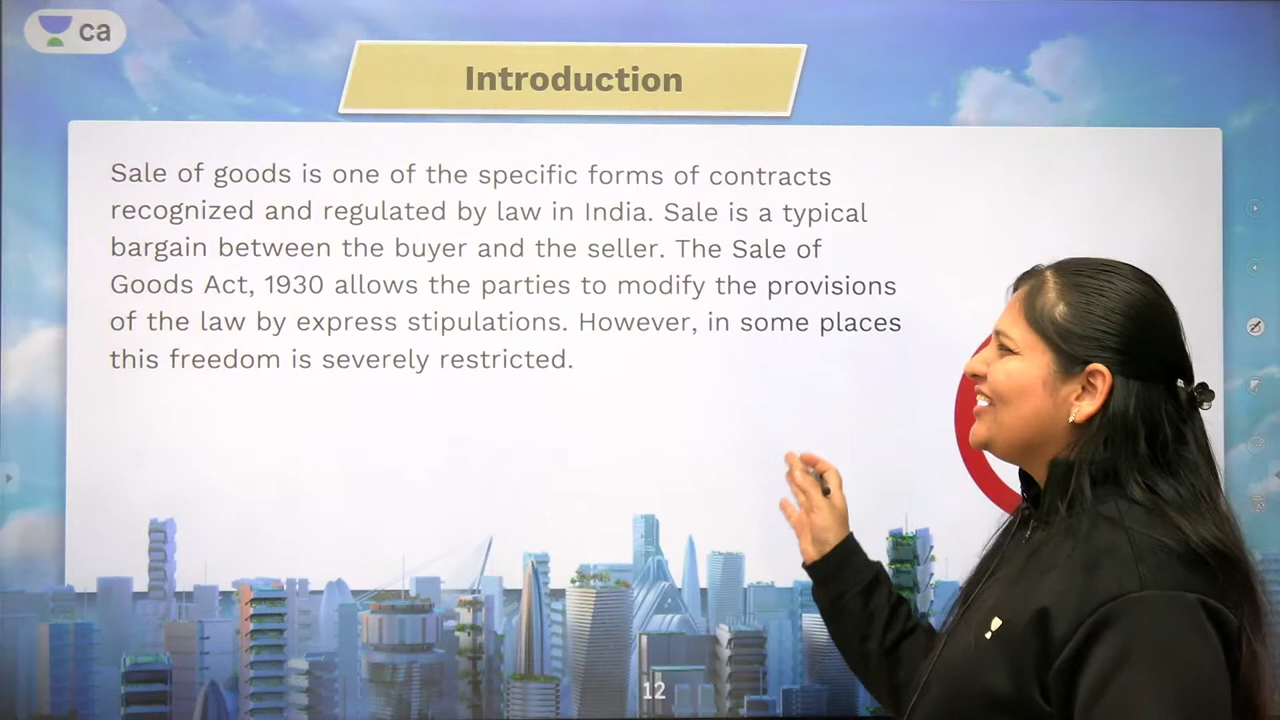 ca
Introduction
Sale of goods is one of the specific forms of contracts
recognized and regulated by law in India. Sale is a typical
bargain between the buyer and the seller. The Sale of
Goods Act, 1930 allows the parties to modify the provisions
of the law by express stipulations. However, in some places
this freedom is severely restricted.
12